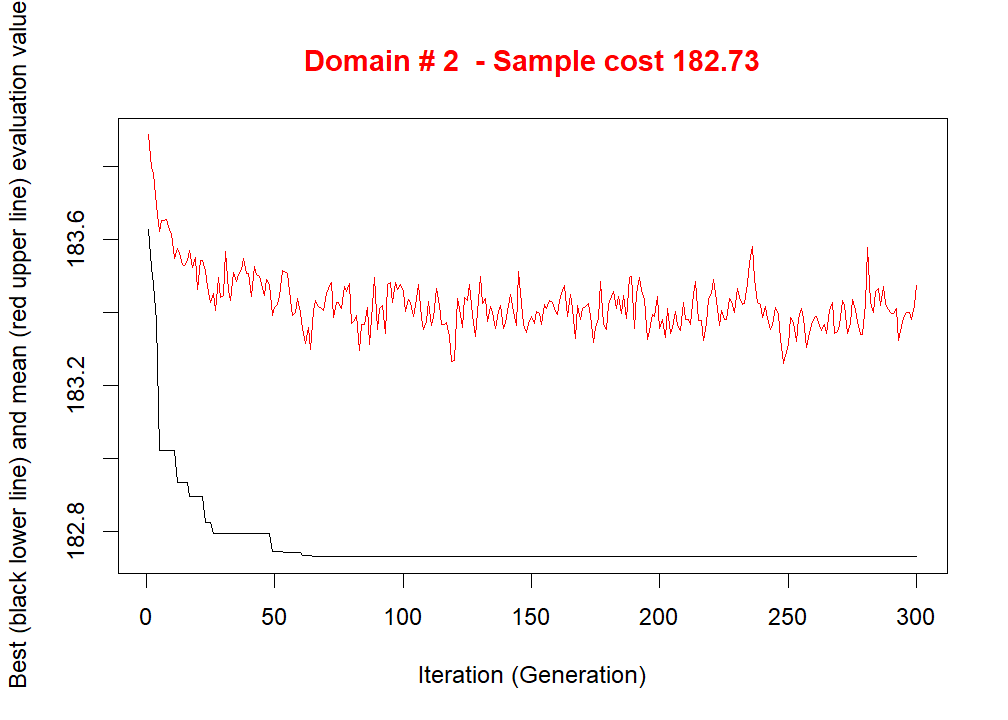 Domain # 2  - Sample cost 182.73
Best (black lower line) and mean (red upper line) evaluation value
183.6
183.2
182.8
0 50 100 150 200 250 300
Iteration (Generation)